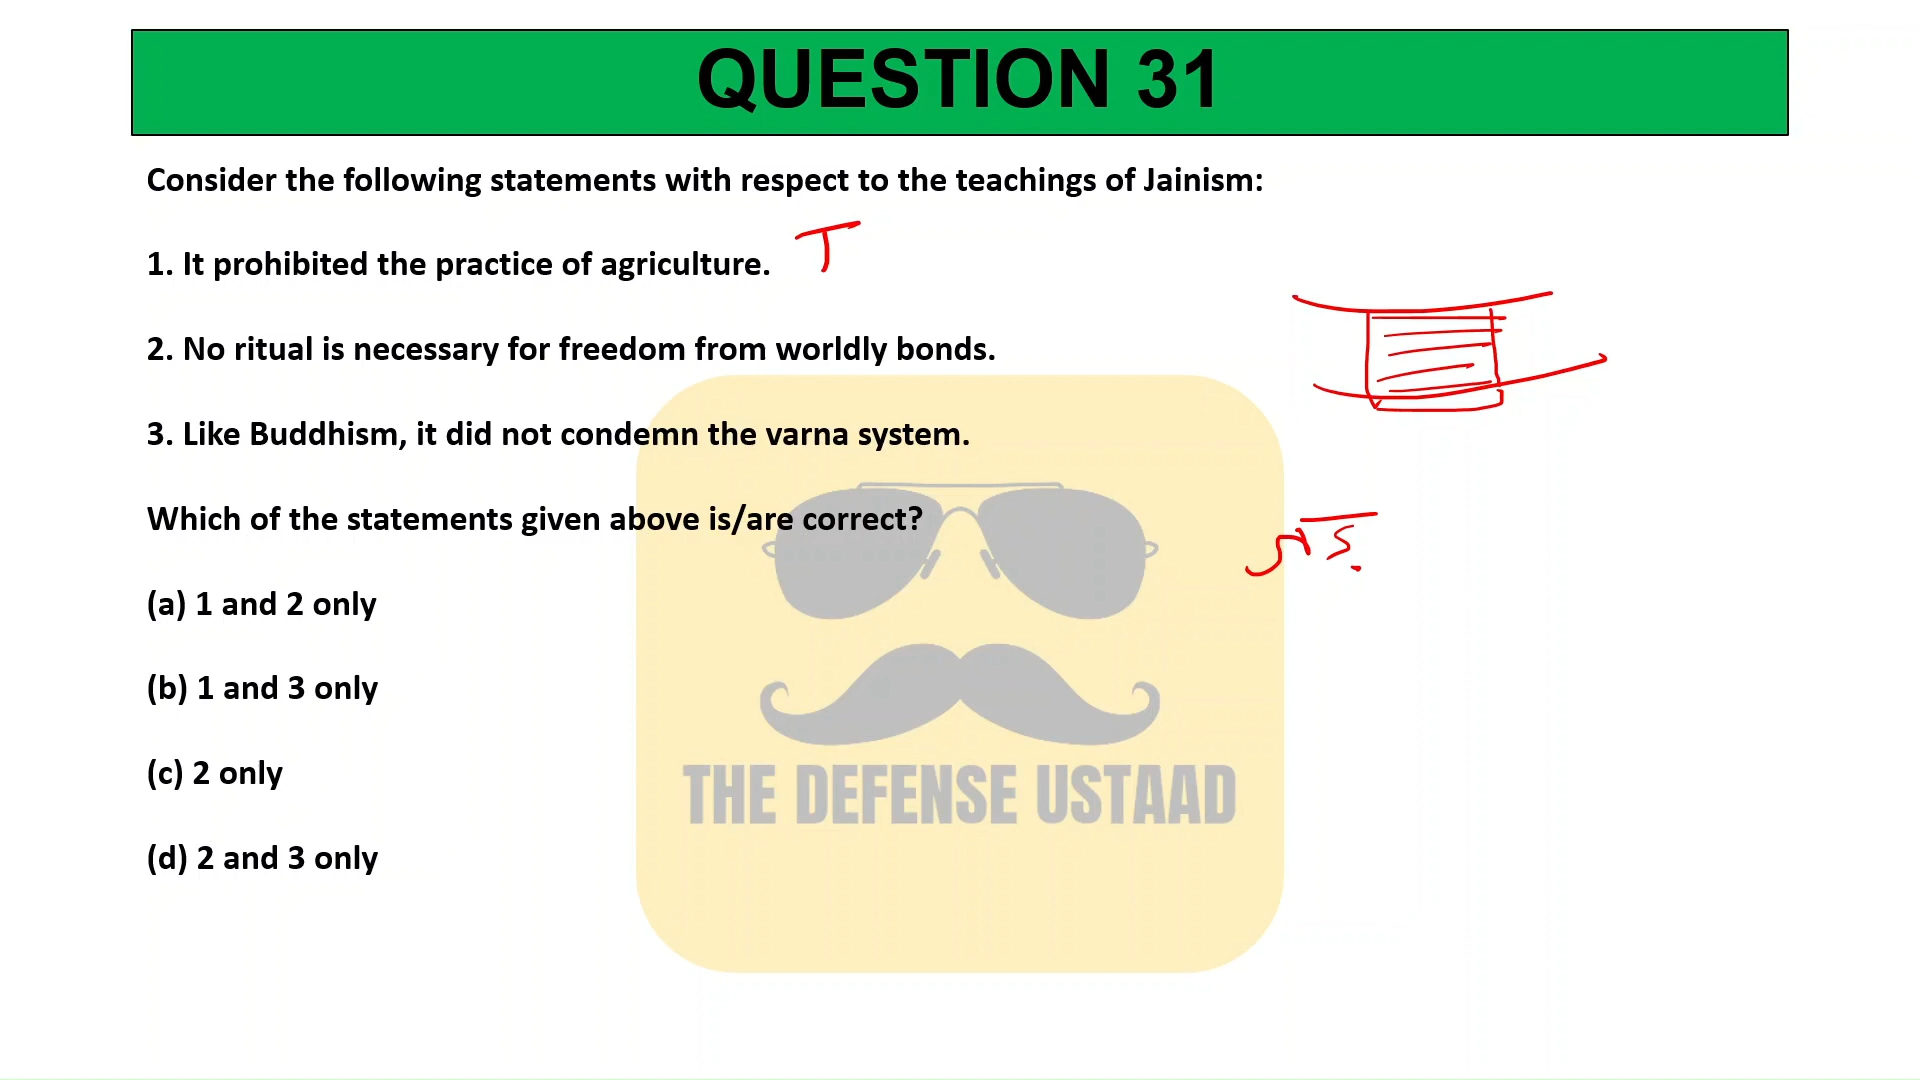 QUESTION 31
Consider the following statements with respect to the teachings of Jainism:
1. It prohibited the practice of agriculture. T
2. No ritual is necessary for freedom from worldly bonds.
3. Like Buddhism, it did not condemn the varna system.
Which of the statements given above is/are correct?
(a) 1 and 2 only
(b) 1 and 3 only
(c) 2 only
THE DEFENSE USTAAD
(d) 2 and 3 only